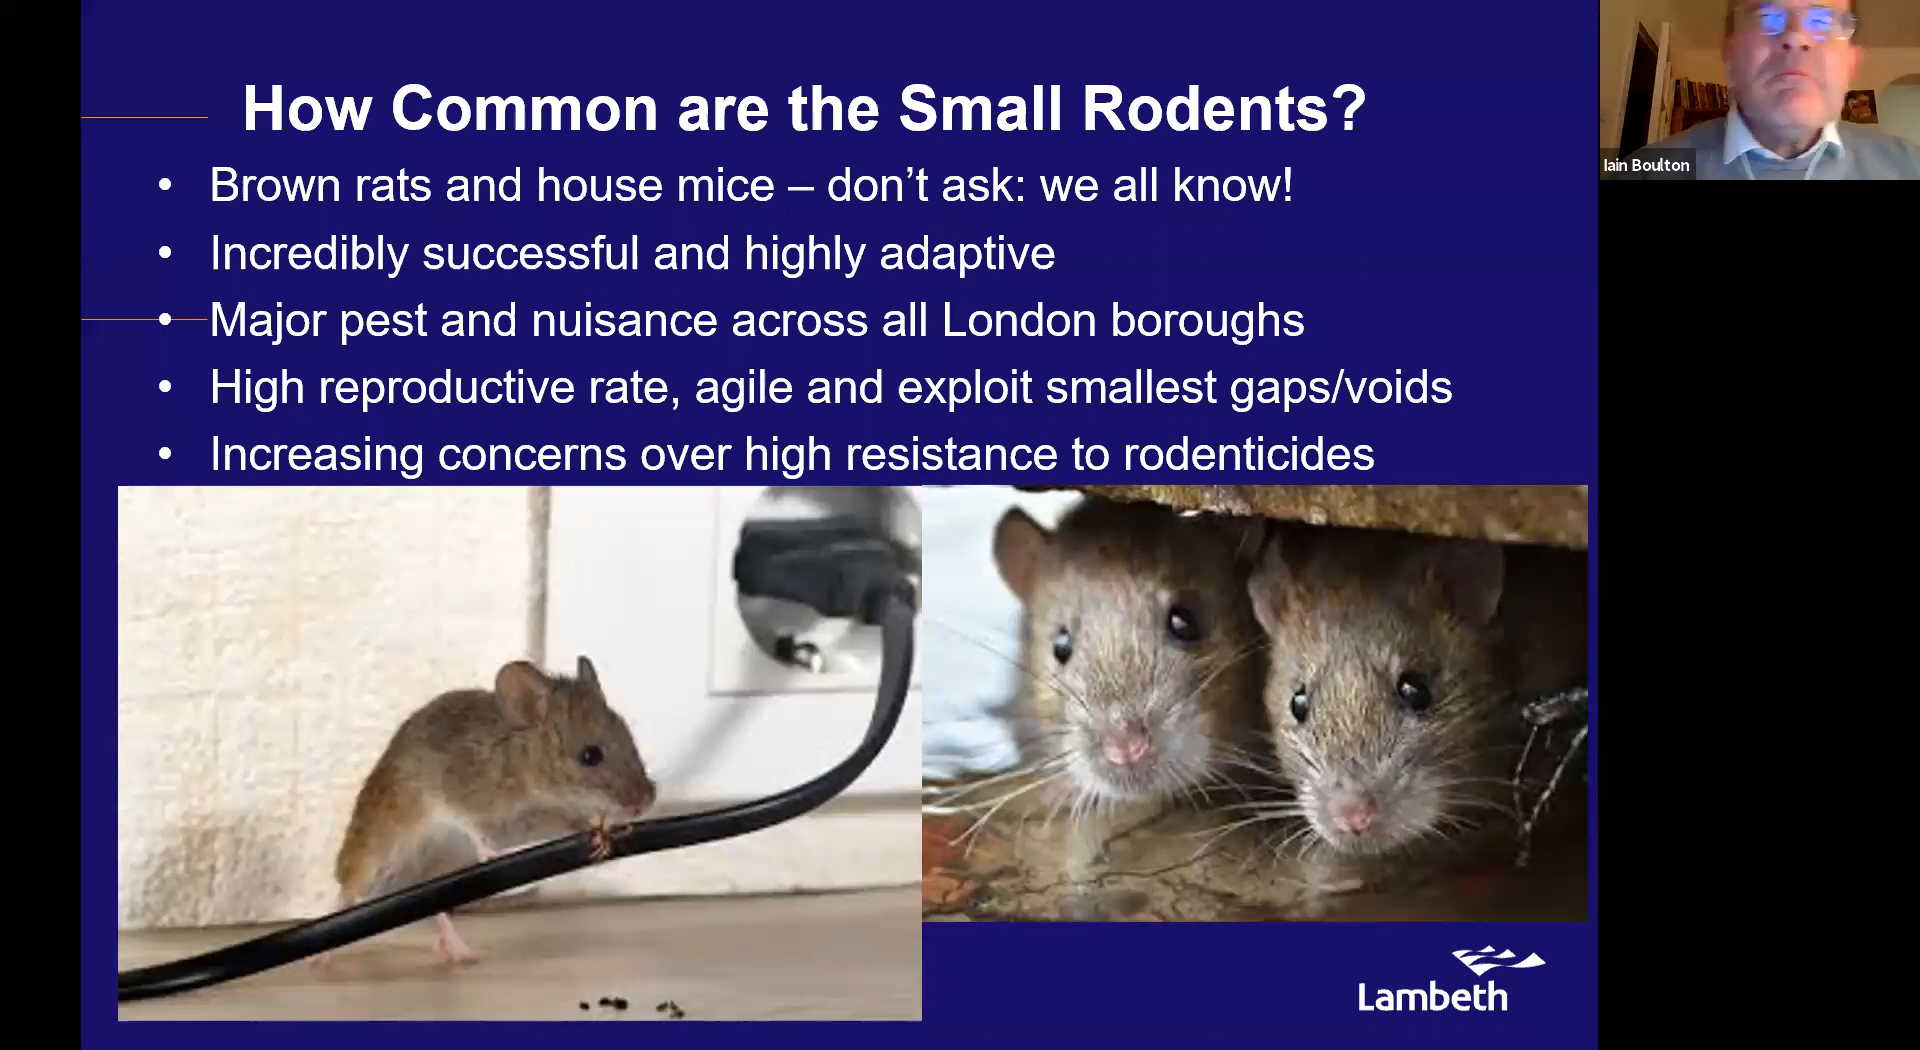 How Common are the Small Rodents?
• Brown rats and house mice – don’t ask: we all know!
• Incredibly successful and highly adaptive
• Major pest and nuisance across all London boroughs
• High reproductive rate, agile and exploit smallest gaps/voids
• Increasing concerns over high resistance to rodenticides
Lambeth
Iain Boulton